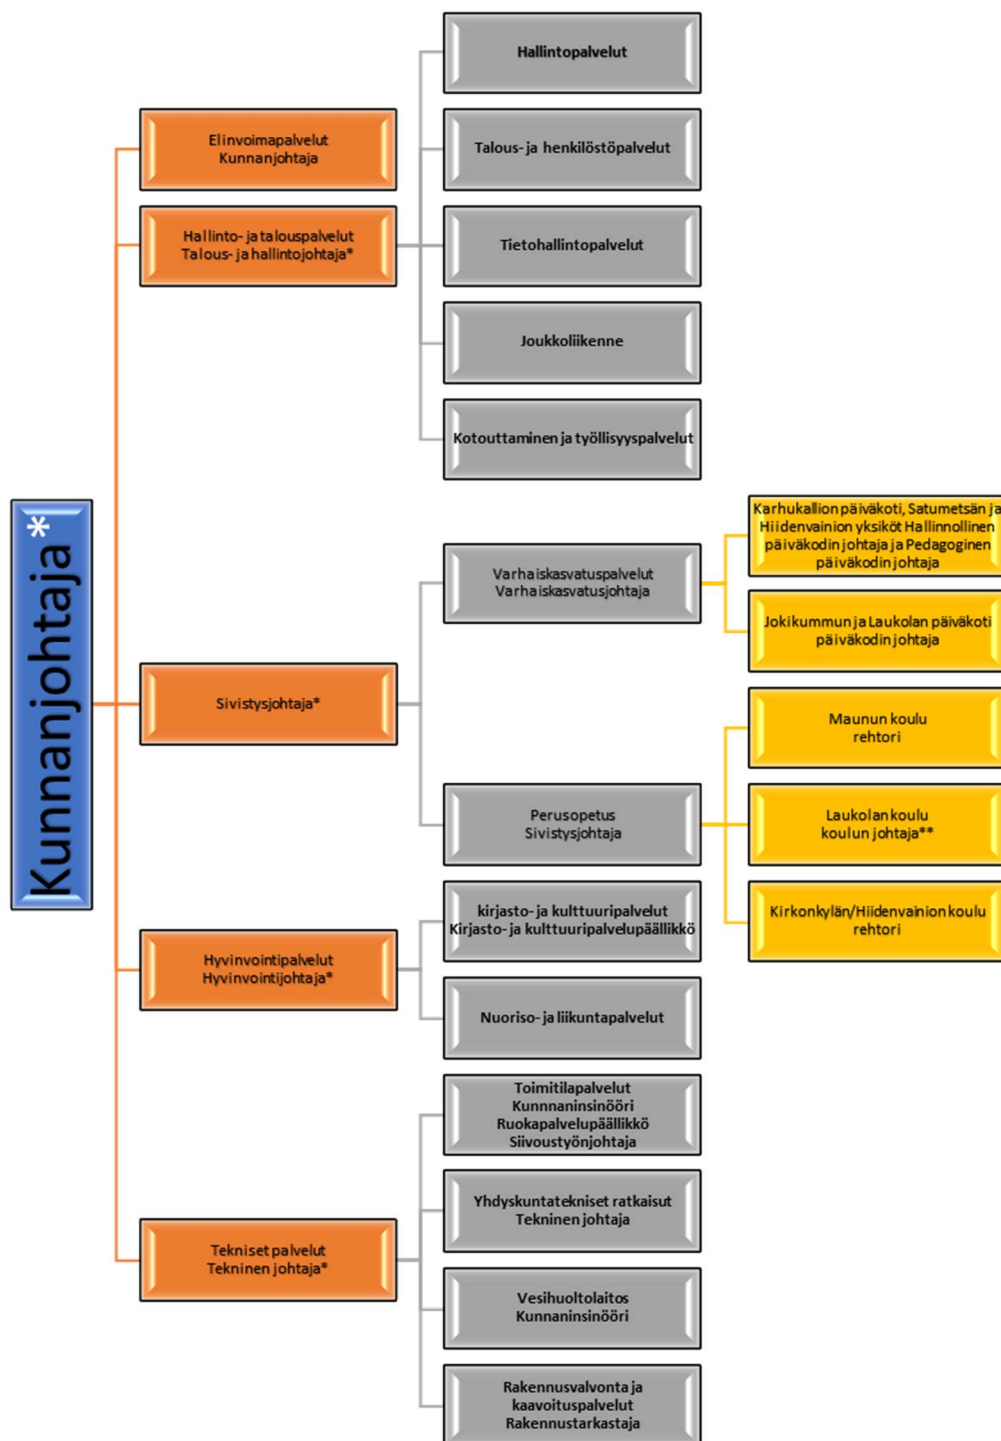 Kunnanjohtaja*
Elinvoimapalvelut
Kunnanjohtaja
Hallinto- ja talouspalvelut
Talous- ja hallintojohtaja*
Hallintopalvelut
Talous- ja henkilöstöpalvelut
Tietohallintopalvelut
Joukkoliikenne
Kotouttaminen ja työllisyyspalvelut
Sivistysjohtaja*
Varhaiskasvatuspalvelut
Varhaiskasvatusjohtaja
Karhukallion päiväkoti, Satumetsän ja
Hiidenvainion yksiköt Hallinnollinen
päiväkodin johtaja ja Pedagoginen
päiväkodin johtaja
Jokikummun ja Laukolan päiväkoti
päiväkodin johtaja
Perusopetus
Sivistysjohtaja
Maunun koulu
rehtori
Laukolan koulu
koulun johtaja**
Kirkonkylän/Hiidenvainion koulu
rehtori
Hyvinvointipalvelut
Hyvinvointijohtaja*
kirjasto- ja kulttuuripalvelut
Kirjasto- ja kulttuuripalvelupäällikkö
Nuoriso- ja liikuntapalvelut
Tekniset palvelut
Tekninen johtaja*
Toimitilapalvelut
Kunnnaninsinööri
Ruokapalvelupäällikkö
Siivoustyönjohtaja
Yhdyskuntatekniset ratkaisut
Tekninen johtaja
Vesihuoltolaitos
Kunnaninsinööri
Rakennusvalvonta ja
kaavoituspalvelut
Rakennustarkastaja